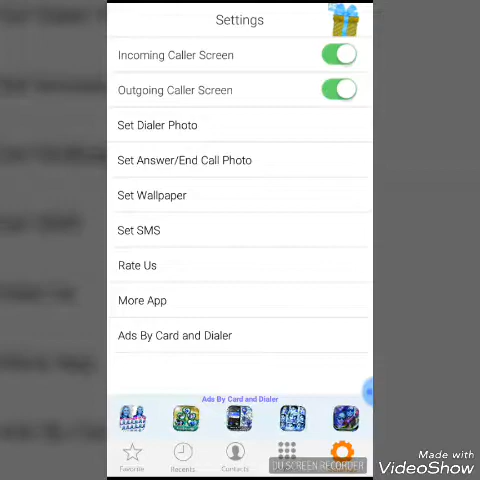 Settings
Incoming Caller Screen
Outgoing Caller Screen
Set Dialer Photo
Set Answer/End Call Photo
Set Wallpaper
Set SMS
Rate Us
More App
Ads By Card and Dialer
Ads By Card and Dialer
Favorite
Recents
Contacts
DU SCREEN RECORDER
Made with
VideoShow